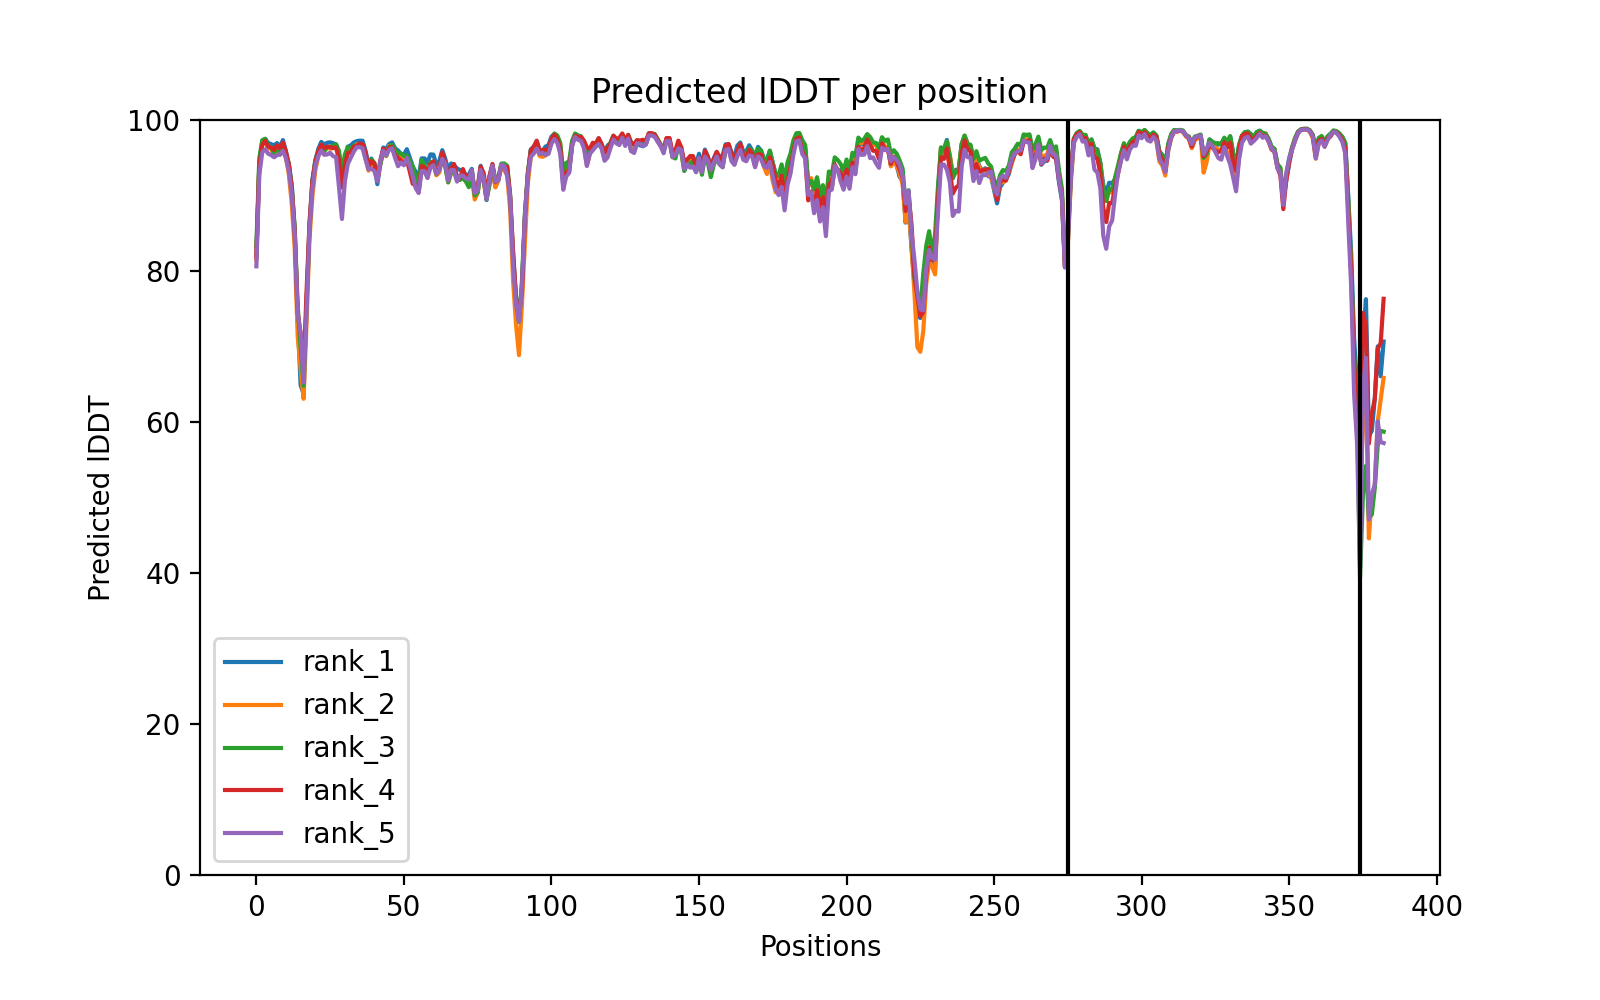 Predicted lDDT per position
100
80
60
40
20
0
Predicted lDDT
rank_1
rank_2
rank_3
rank_4
rank_5
0 50 100 150 200 250 300 350 400
Positions